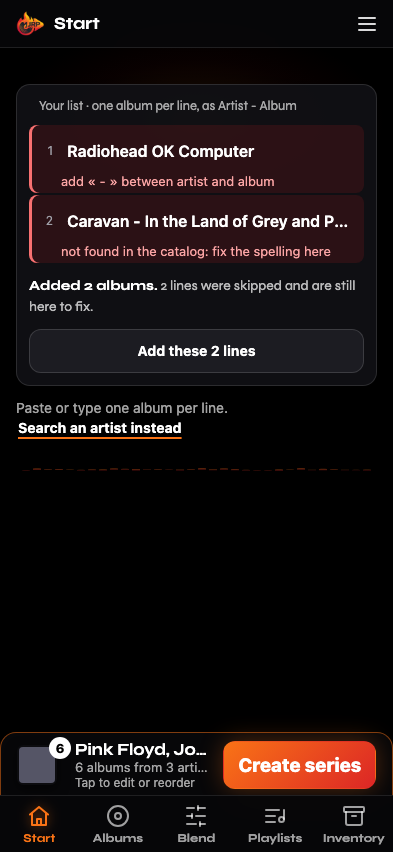 Start
Your list · one album per line, as Artist - Album
1 Radiohead OK Computer
add « - » between artist and album
2 Caravan - In the Land of Grey and P...
not found in the catalog: fix the spelling here
Added 2 albums. 2 lines were skipped and are still
here to fix.
Add these 2 lines
Paste or type one album per line.
Search an artist instead
6
Pink Floyd, Jo...
6 albums from 3 arti...
Tap to edit or reorder
Create series
Start
Albums
Blend
Playlists
Inventory